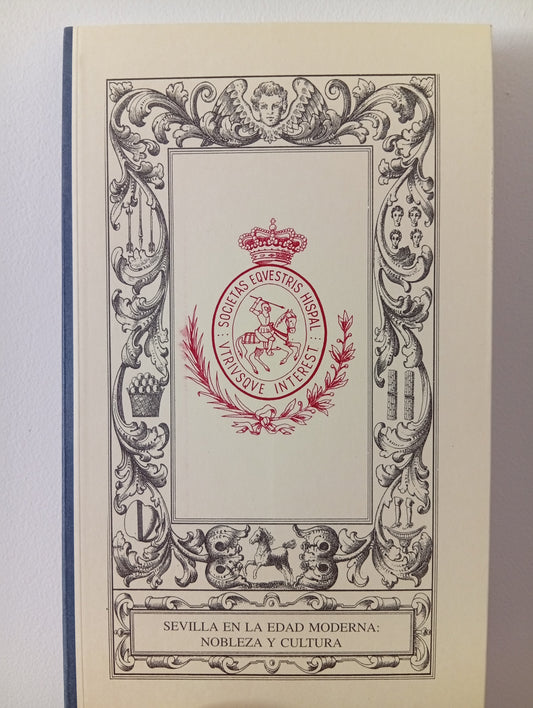 : SOCIETAS EQVESTRIS HISPAL :
VTRIVSQVE INTEREST
SEVILLA EN LA EDAD MODERNA:
NOBLEZA Y CULTURA